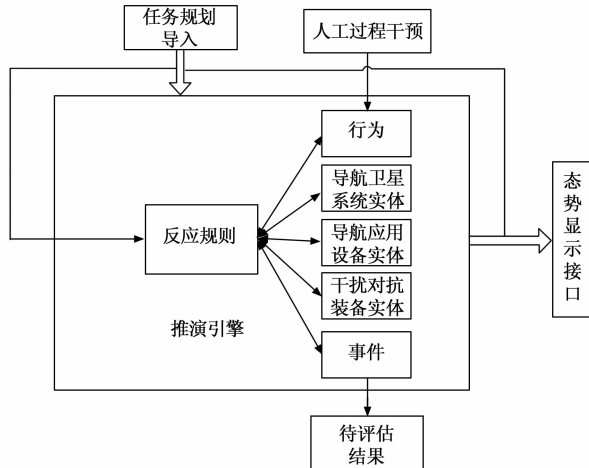 任务规划
导入
人工过程干预
行为
导航卫星
系统实体
反应规则
导航应用
设备实体
干扰对抗
装备实体
推演引擎
事件
待评估
结果
态
势
显
示
接
口